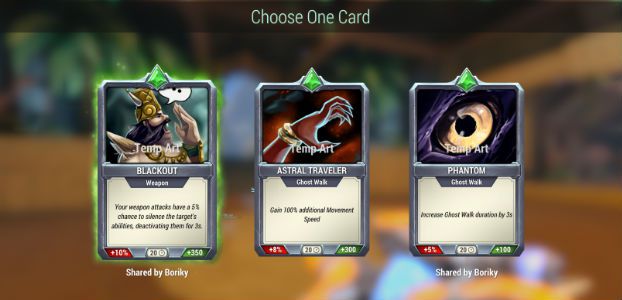 Choose One Card
Temp Art
BLACKOUT
Weapon
Your weapon attacks have a 5%
chance to silence the target's
abilities, deactivating them for 3s.
+10%
20
+350
Shared by Boriky
Temp Art
ASTRAL TRAVELER
Ghost Walk
Gain 100% additional Movement
Speed
+8%
20
+300
Temp Art
PHANTOM
Ghost Walk
Increase Ghost Walk duration by 3s
+5%
20
+100
Shared by Boriky